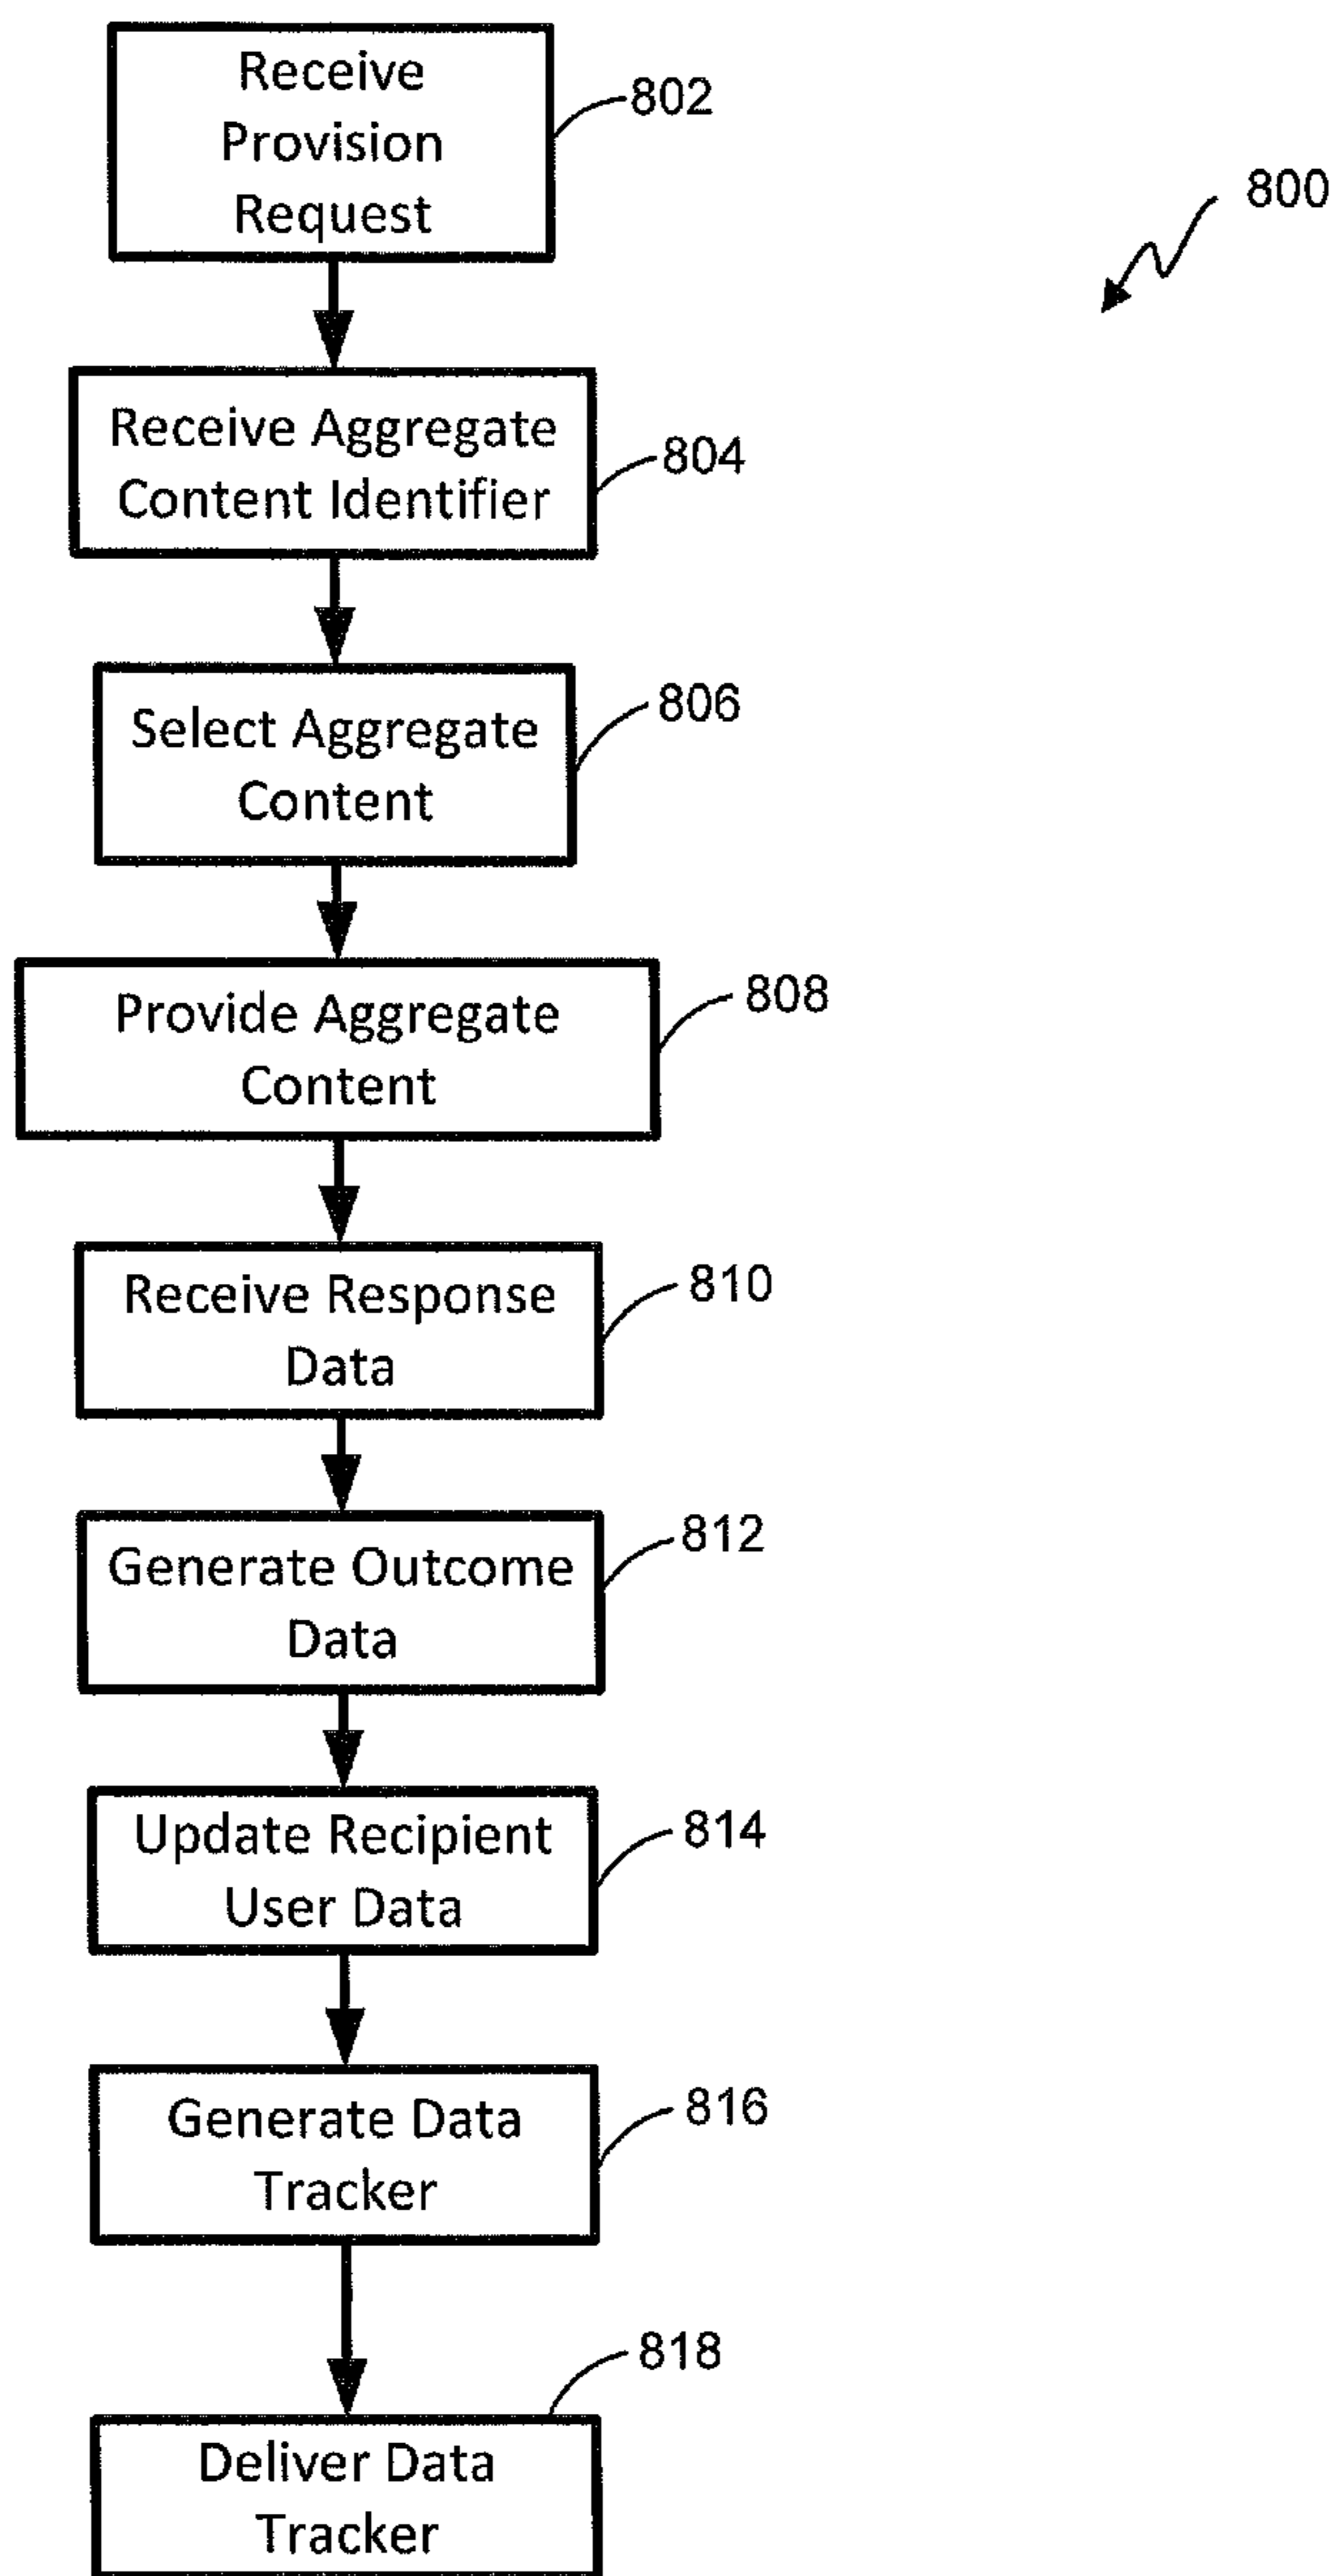 Receive
Provision
Request
802
800
Receive Aggregate
Content Identifier
804
Select Aggregate
Content
806
Provide Aggregate
Content
808
Receive Response
Data
810
Generate Outcome
Data
812
Update Recipient
User Data
814
Generate Data
Tracker
816
818
Deliver Data
Tracker